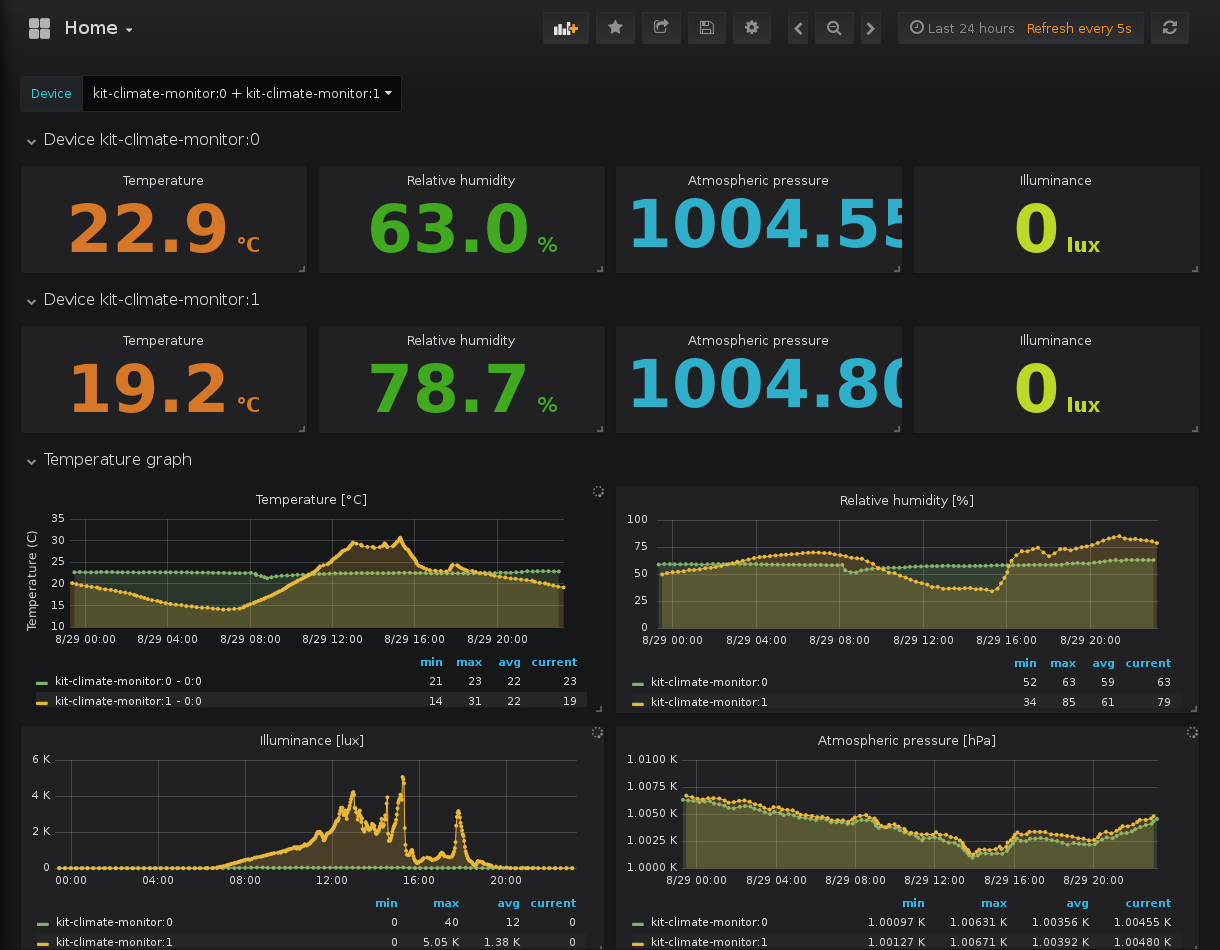 Home
Last 24 hours Refresh every 5s
Device kit-climate-monitor:0 + kit-climate-monitor:1
Device kit-climate-monitor:0
Temperature Relative humidity Atmospheric pressure Illuminance
22.9 °C 63.0 % 1004.55 0 lux
Device kit-climate-monitor:1
Temperature Relative humidity Atmospheric pressure Illuminance
19.2 °C 78.7 % 1004.80 0 lux
Temperature graph
Temperature [°C]
Temperature (C)
35
30
25
20
15
10
8/29 00:00 8/29 04:00 8/29 08:00 8/29 12:00 8/29 16:00 8/29 20:00
min max avg current
kit-climate-monitor:0 - 0:0 21 23 22 23
kit-climate-monitor:1 - 0:0 14 31 22 19
Relative humidity [%]
100
75
50
25
0
8/29 00:00 8/29 04:00 8/29 08:00 8/29 12:00 8/29 16:00 8/29 20:00
min max avg current
kit-climate-monitor:0 52 63 59 63
kit-climate-monitor:1 34 85 61 79
Illuminance [lux]
6 K
4 K
2 K
0
00:00 04:00 08:00 12:00 16:00 20:00
min max avg current
kit-climate-monitor:0 0 40 12 0
kit-climate-monitor:1 0 5.05 K 1.38 K 0
Atmospheric pressure [hPa]
1.0100 K
1.0075 K
1.0050 K
1.0025 K
1.0000 K
8/29 00:00 8/29 04:00 8/29 08:00 8/29 12:00 8/29 16:00 8/29 20:00
min max avg current
kit-climate-monitor:0 1.00097 K 1.00631 K 1.00356 K 1.00455 K
kit-climate-monitor:1 1.00127 K 1.00671 K 1.00392 K 1.00480 K